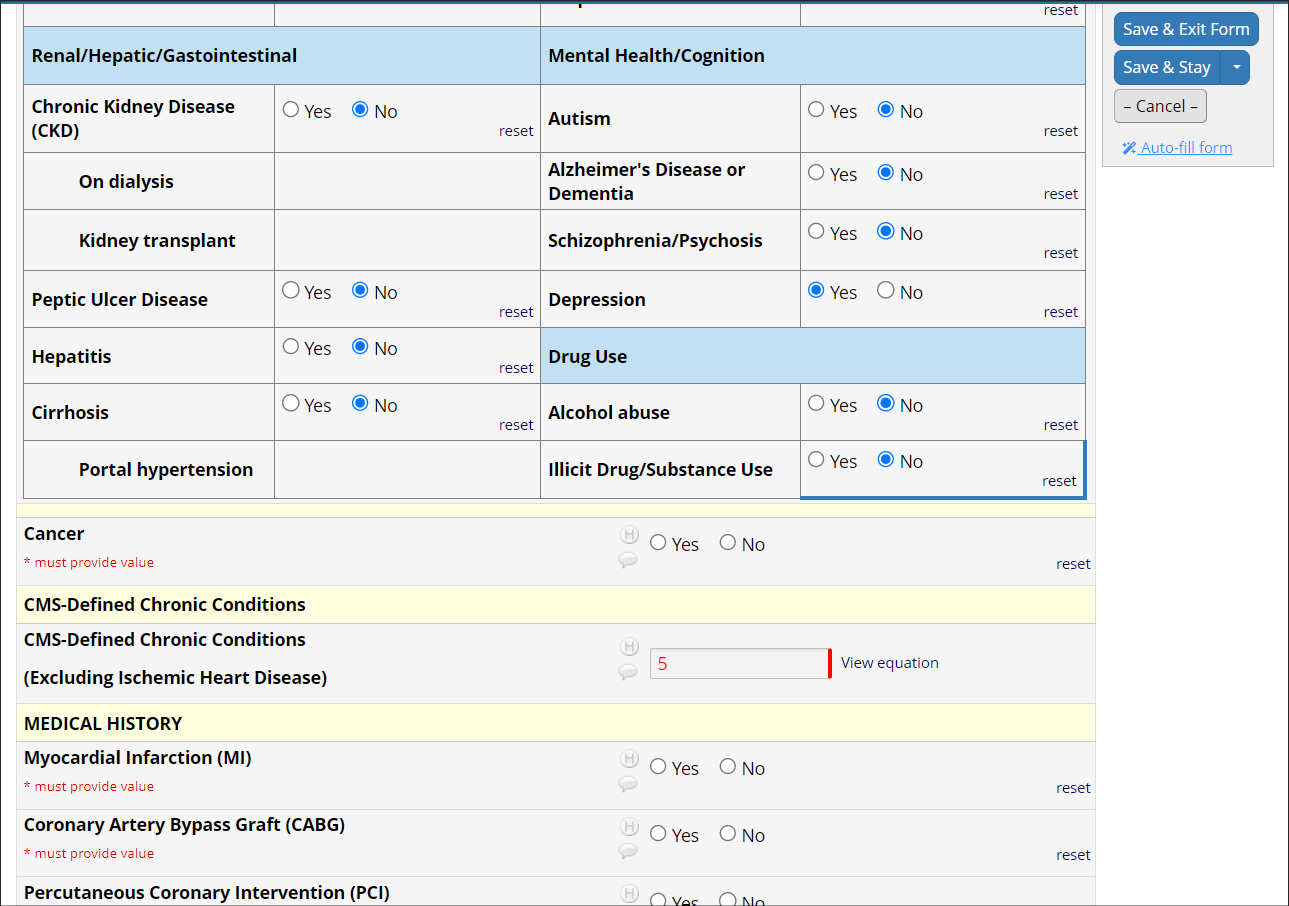 reset
reset
Save & Exit Form
Save & Stay
– Cancel –
Auto-fill form
Renal/Hepatic/Gastointestinal
Mental Health/Cognition
Chronic Kidney Disease
(CKD)
Yes No
reset
Autism
Yes No
reset
On dialysis
Alzheimer's Disease or
Dementia
Yes No
reset
Kidney transplant
Schizophrenia/Psychosis
Yes No
reset
Peptic Ulcer Disease
Yes No
reset
Depression
Yes No
reset
Hepatitis
Yes No
reset
Drug Use
Cirrhosis
Yes No
reset
Alcohol abuse
Yes No
reset
Portal hypertension
Illicit Drug/Substance Use
Yes No
reset
Cancer
* must provide value
H
Yes No
reset
CMS-Defined Chronic Conditions
CMS-Defined Chronic Conditions
(Excluding Ischemic Heart Disease)
H
5
View equation
MEDICAL HISTORY
Myocardial Infarction (MI)
* must provide value
H
Yes No
reset
Coronary Artery Bypass Graft (CABG)
* must provide value
H
Yes No
reset
Percutaneous Coronary Intervention (PCI)
H
Yes No